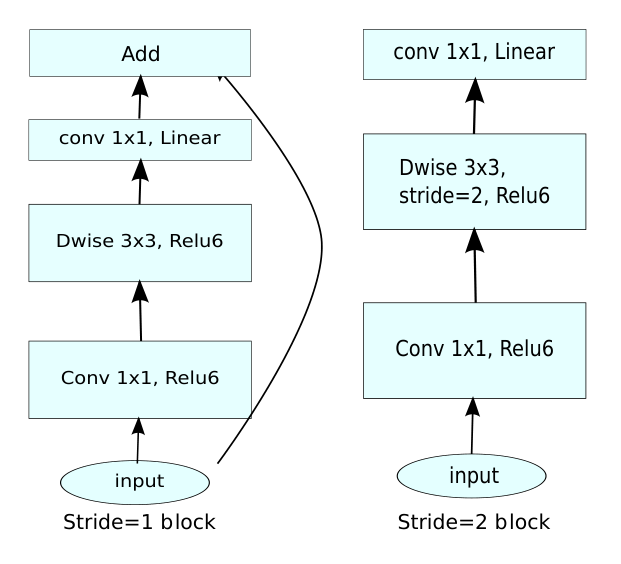 Add
conv 1x1, Linear
Dwise 3x3, Relu6
Conv 1x1, Relu6
input
Stride=1 block
conv 1x1, Linear
Dwise 3x3,
stride=2, Relu6
Conv 1x1, Relu6
input
Stride=2 block